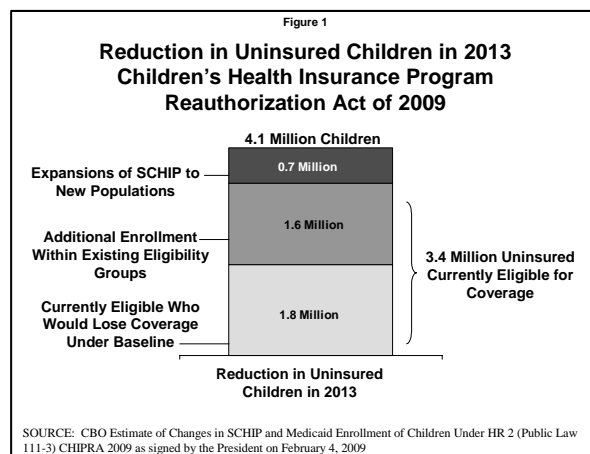 Figure 1
Reduction in Uninsured Children in 2013
Children's Health Insurance Program
Reauthorization Act of 2009
4.1 Million Children
0.7 Million
Expansions of SCHIP to
New Populations
1.6 Million
Additional Enrollment
Within Existing Eligibility
Groups
3.4 Million Uninsured
Currently Eligible for
Coverage
Currently Eligible Who
Would Lose Coverage
Under Baseline
1.8 Million
Reduction in Uninsured
Children in 2013
SOURCE: CBO Estimate of Changes in SCHIP and Medicaid Enrollment of Children Under HR 2 (Public Law
111-3) CHIPRA 2009 as signed by the President on February 4, 2009